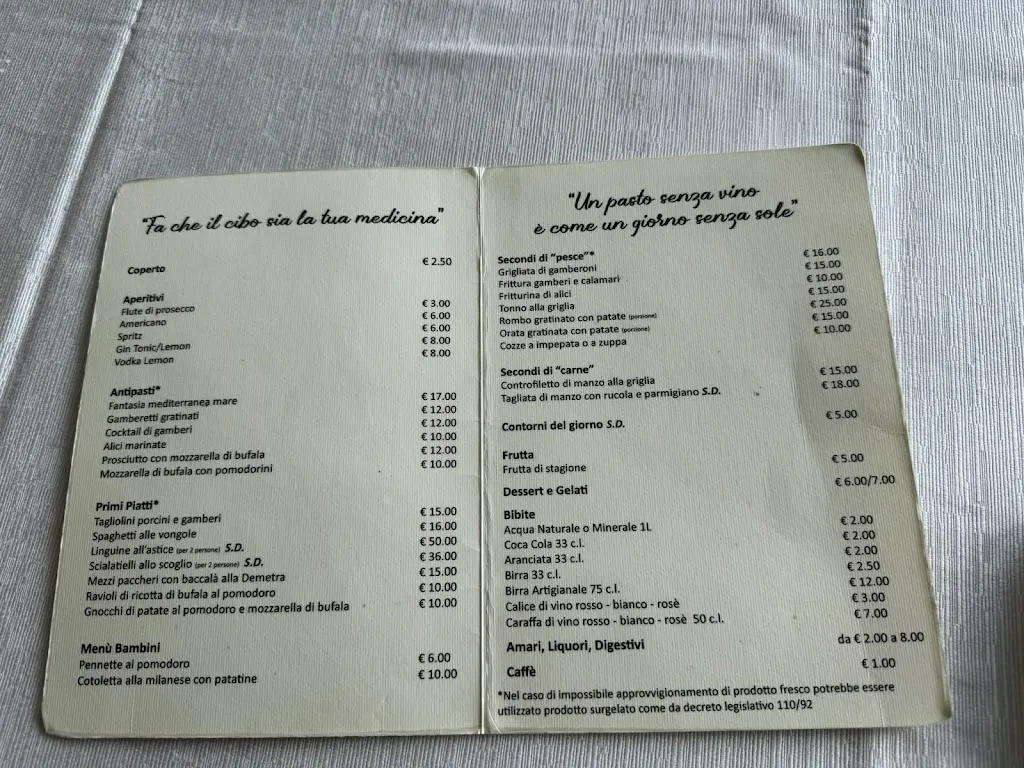 "Fa che il cibo sia la tua medicina"
Coperto € 2.50
Aperitivi
Flute di prosecco € 3.00
Americano € 6.00
Spritz € 6.00
Gin Tonic/Lemon € 8.00
Vodka Lemon € 8.00
Antipasti*
Fantasia mediterranea mare € 17.00
Gamberetti gratinati € 12.00
Cocktail di gamberi € 12.00
Alici marinate € 10.00
Prosciutto con mozzarella di bufala € 12.00
Mozzarella di bufala con pomodorini € 10.00
Primi Piatti*
Tagliolini porcini e gamberi € 15.00
Spaghetti alle vongole € 16.00
Linguine all'astice (per 2 persone) S.D. € 50.00
Scialatielli allo scoglio (per 2 persone) S.D. € 36.00
Mezzi paccheri con baccalà alla Demetra € 15.00
Ravioli di ricotta di bufala al pomodoro € 10.00
Gnocchi di patate al pomodoro e mozzarella di bufala € 10.00
Menù Bambini
Pennette al pomodoro € 6.00
Cotoletta alla milanese con patatine € 10.00
"Un pasto senza vino
è come un giorno senza sole"
Secondi di "pesce"*
Grigliata di gamberoni € 16.00
Frittura gamberi e calamari € 15.00
Fritturina di alici € 10.00
Tonno alla griglia € 15.00
Rombo gratinato con patate (porzione) € 25.00
Orata gratinata con patate (porzione) € 15.00
Cozze a impepata o a zuppa € 10.00
Secondi di "carne"
Controfiletto di manzo alla griglia € 15.00
Tagliata di manzo con rucola e parmigiano S.D. € 18.00
Contorni del giorno S.D. € 5.00
Frutta
Frutta di stagione € 5.00
Dessert e Gelati € 6.00/7.00
Bibite
Acqua Naturale o Minerale 1L € 2.00
Coca Cola 33 c.l. € 2.00
Aranciata 33 c.l. € 2.00
Birra 33 c.l. € 2.50
Birra Artigianale 75 c.l. € 12.00
Calice di vino rosso - bianco - rosè € 3.00
Caraffa di vino rosso - bianco - rosè 50 c.l. € 7.00
Amari, Liquori, Digestivi da € 2.00 a 8.00
Caffè € 1.00
*Nel caso di impossibile approvvigionamento di prodotto fresco potrebbe essere
utilizzato prodotto surgelato come da decreto legislativo 110/92